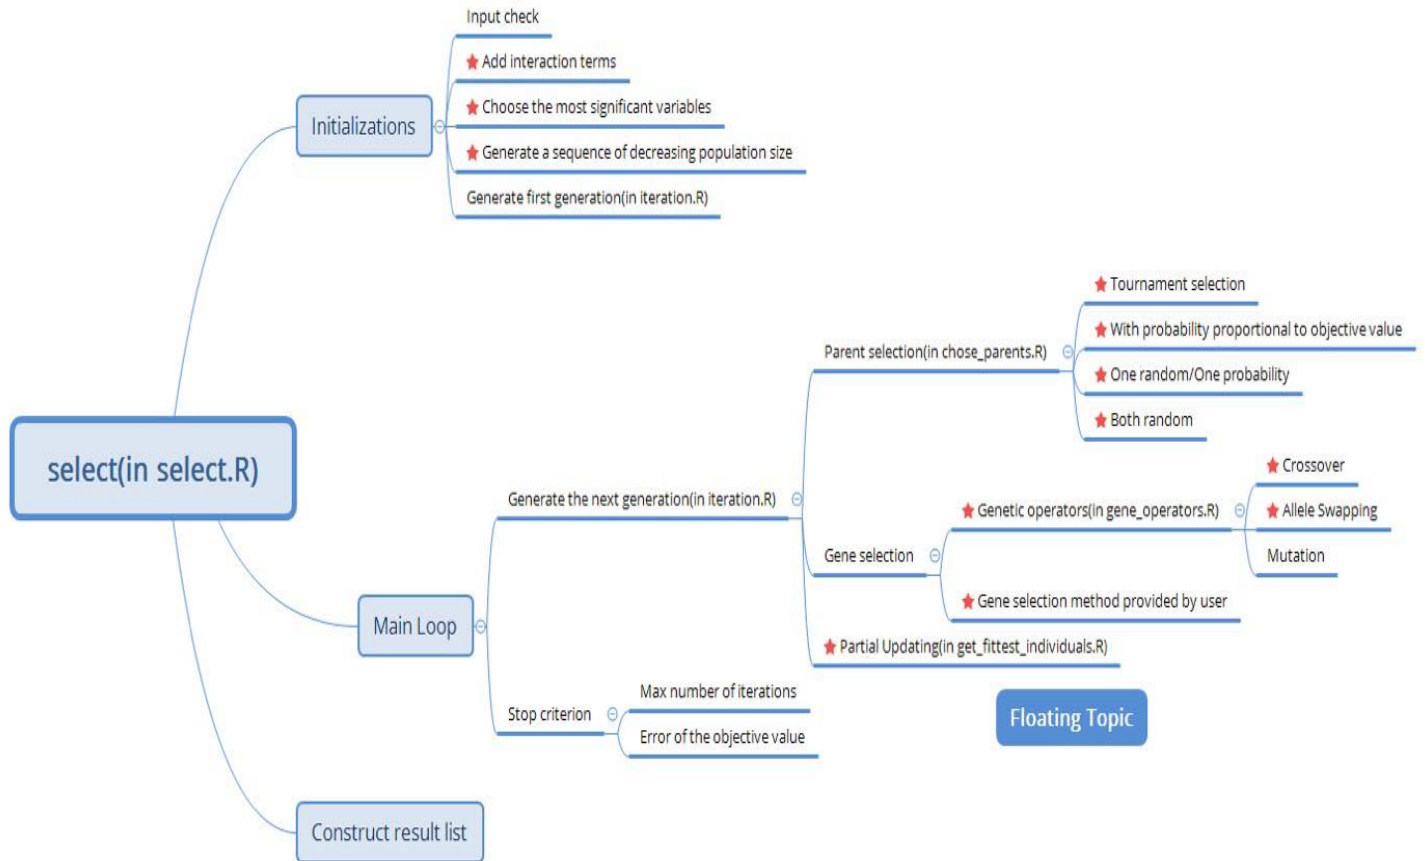 Input check
Add interaction terms
Choose the most significant variables
Generate a sequence of decreasing population size
Generate first generation(in iteration.R)
Initializations
select(in select.R)
Main Loop
Generate the next generation(in iteration.R)
Parent selection(in chose_parents.R)
Tournament selection
With probability proportional to objective value
One random/One probability
Both random
Gene selection
Genetic operators(in gene_operators.R)
Crossover
Allele Swapping
Mutation
Gene selection method provided by user
Partial Updating(in get_fittest_individuals.R)
Stop criterion
Max number of iterations
Error of the objective value
Floating Topic
Construct result list